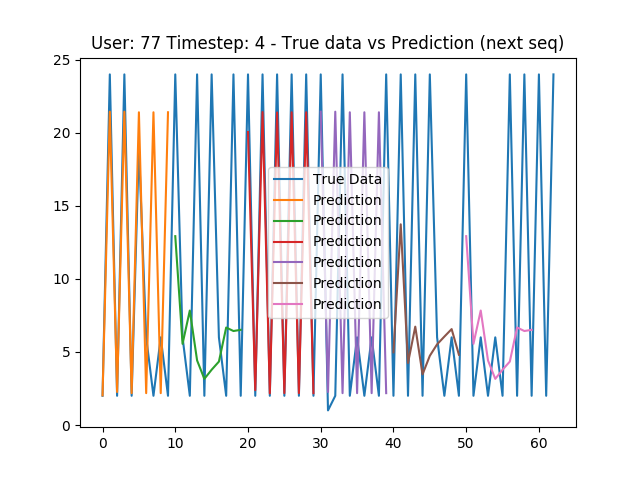 User: 77 Timestep: 4 - True data vs Prediction (next seq)
25
20
15
10
5
0
True Data
Prediction
Prediction
Prediction
Prediction
Prediction
Prediction
0 10 20 30 40 50 60